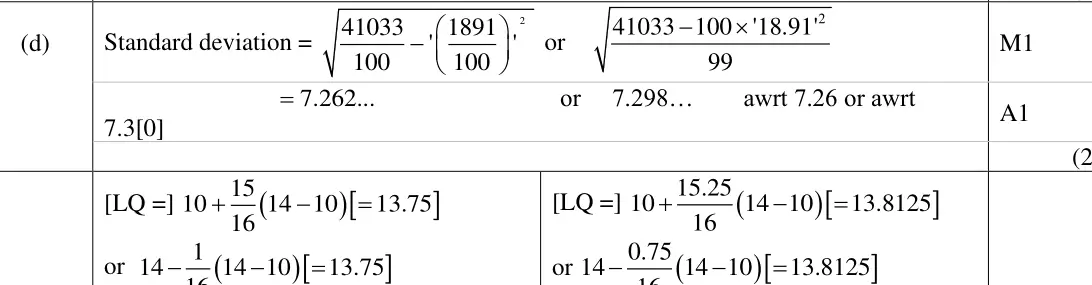 (d) Standard deviation = √(41033/100 − '(1891/100)'²) or √((41033 − 100 × '18.91'²)/99) M1
= 7.262... or 7.298… awrt 7.26 or awrt
7.3[0] A1
(2
[LQ =] 10 + 15/16 (14 − 10)[= 13.75] [LQ =] 10 + 15.25/16 (14 − 10)[= 13.8125]
or 14 − 1/16 (14 − 10)[= 13.75] or 14 − 0.75/16 (14 − 10)[= 13.8125]